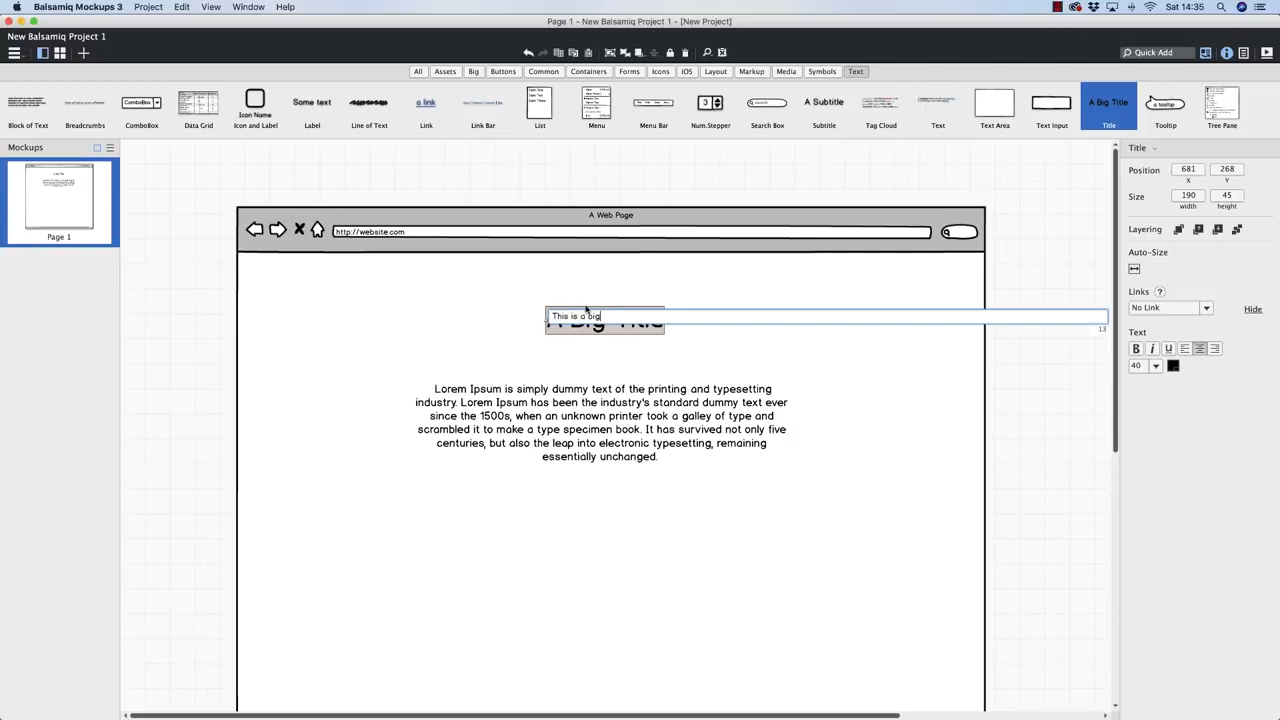 Balsamiq Mockups 3 Project Edit View Window Help
Sat 14:35
Page 1 - New Balsamiq Project 1 - [New Project]
New Balsamiq Project 1
Quick Add
All Assets Big Buttons Common Containers Forms Icons iOS Layout Markup Media Symbols Text
ComboBox
Icon Name
Some text
a link
3
search
A Subtitle
A Big Title
a tooltip
Block of Text Breadcrumbs ComboBox Data Grid Icon and Label Label Line of Text Link Link Bar List Menu Menu Bar Num.Stepper Search Box Subtitle Tag Cloud Text Text Area Text Input Title Tooltip Tree Pane
Mockups
Page 1
A Web Page
http://website.com
This is a big
A Big Title
13
Lorem Ipsum is simply dummy text of the printing and typesetting
industry. Lorem Ipsum has been the industry's standard dummy text ever
since the 1500s, when an unknown printer took a galley of type and
scrambled it to make a type specimen book. It has survived not only five
centuries, but also the leap into electronic typesetting, remaining
essentially unchanged.
Title
Position 681 268
X Y
Size 190 45
width height
Layering
Auto-Size
Links ?
No Link Hide
Text
B i U
40